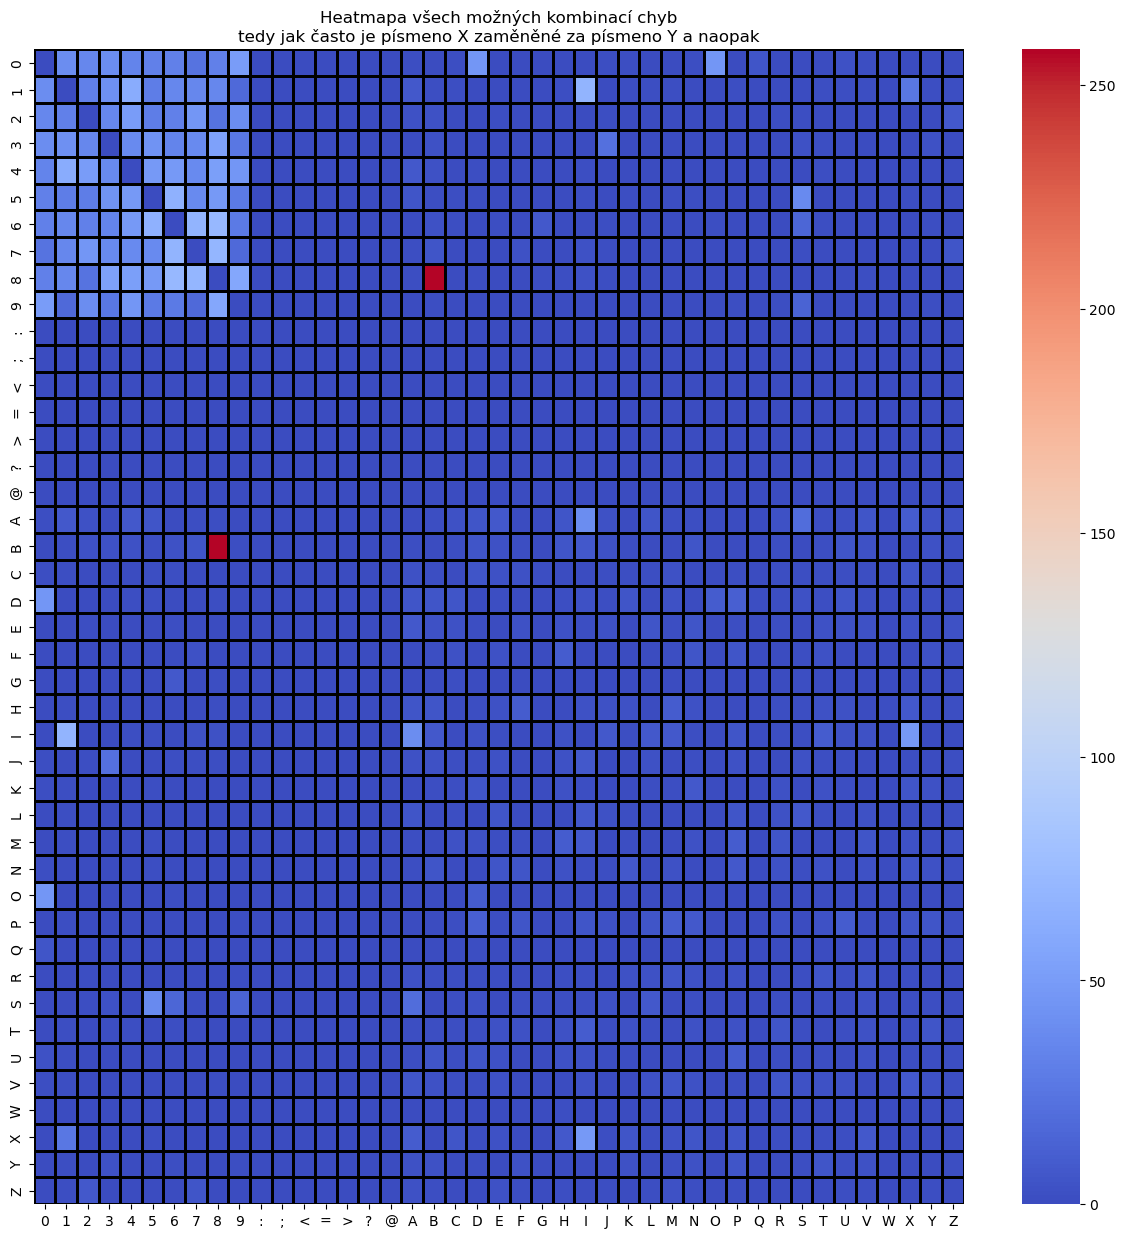 Heatmapa všech možných kombinací chyb
tedy jak často je písmeno X zaměněné za písmeno Y a naopak
0
1
2
3
4
5
6
7
8
9
:
;
<
=
>
?
@
A
B
C
D
E
F
G
H
I
J
K
L
M
N
O
P
Q
R
S
T
U
V
W
X
Y
Z
0 1 2 3 4 5 6 7 8 9 : ; < = > ? @ A B C D E F G H I J K L M N O P Q R S T U V W X Y Z
250
200
150
100
50
0